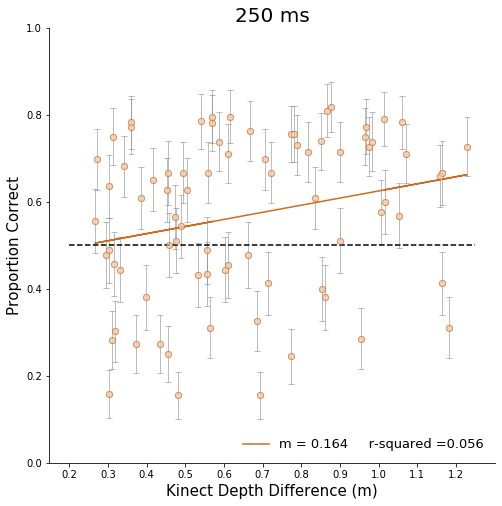 250 ms
Proportion Correct
1.0
0.8
0.6
0.4
0.2
0.0
m = 0.164 r-squared =0.056
0.2 0.3 0.4 0.5 0.6 0.7 0.8 0.9 1.0 1.1 1.2
Kinect Depth Difference (m)